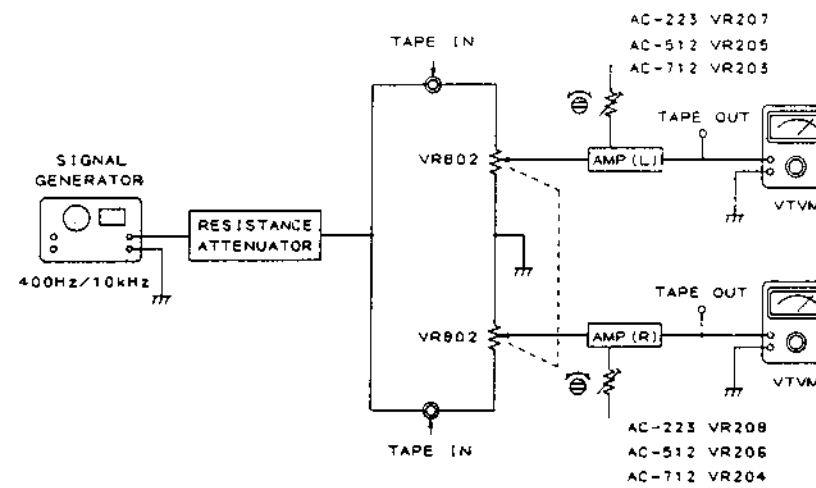 AC-223 VR207
AC-512 VR205
AC-712 VR203
TAPE IN
TAPE OUT
VR802
AMP (L)
VTVM
SIGNAL
GENERATOR
RESISTANCE
ATTENUATOR
400Hz/10kHz
TAPE OUT
VR802
AMP (R)
VTVM
TAPE IN
AC-223 VR208
AC-512 VR206
AC-712 VR204